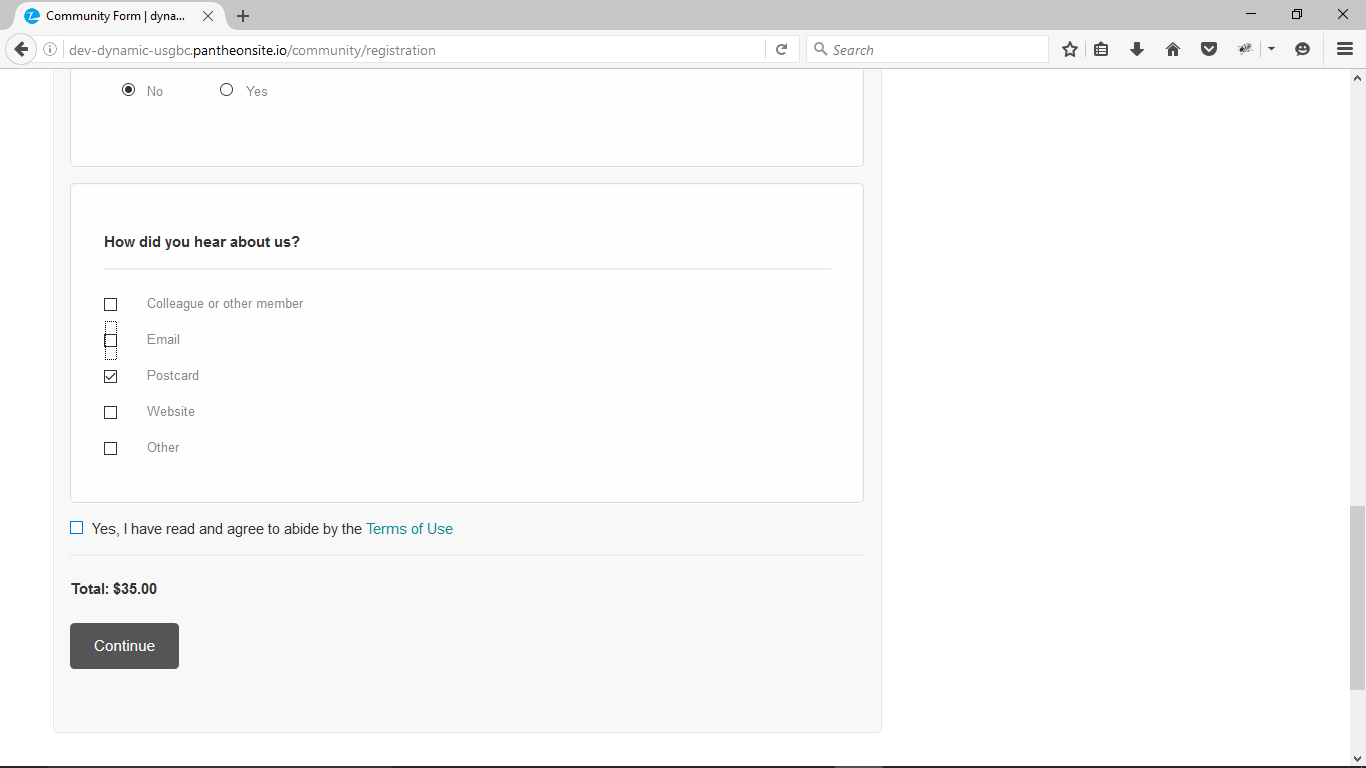 Community Form | dyna...
dev-dynamic-usgbc.pantheonsite.io/community/registration
Search
No Yes
How did you hear about us?
Colleague or other member
Email
Postcard
Website
Other
Yes, I have read and agree to abide by the Terms of Use
Total: $35.00
Continue